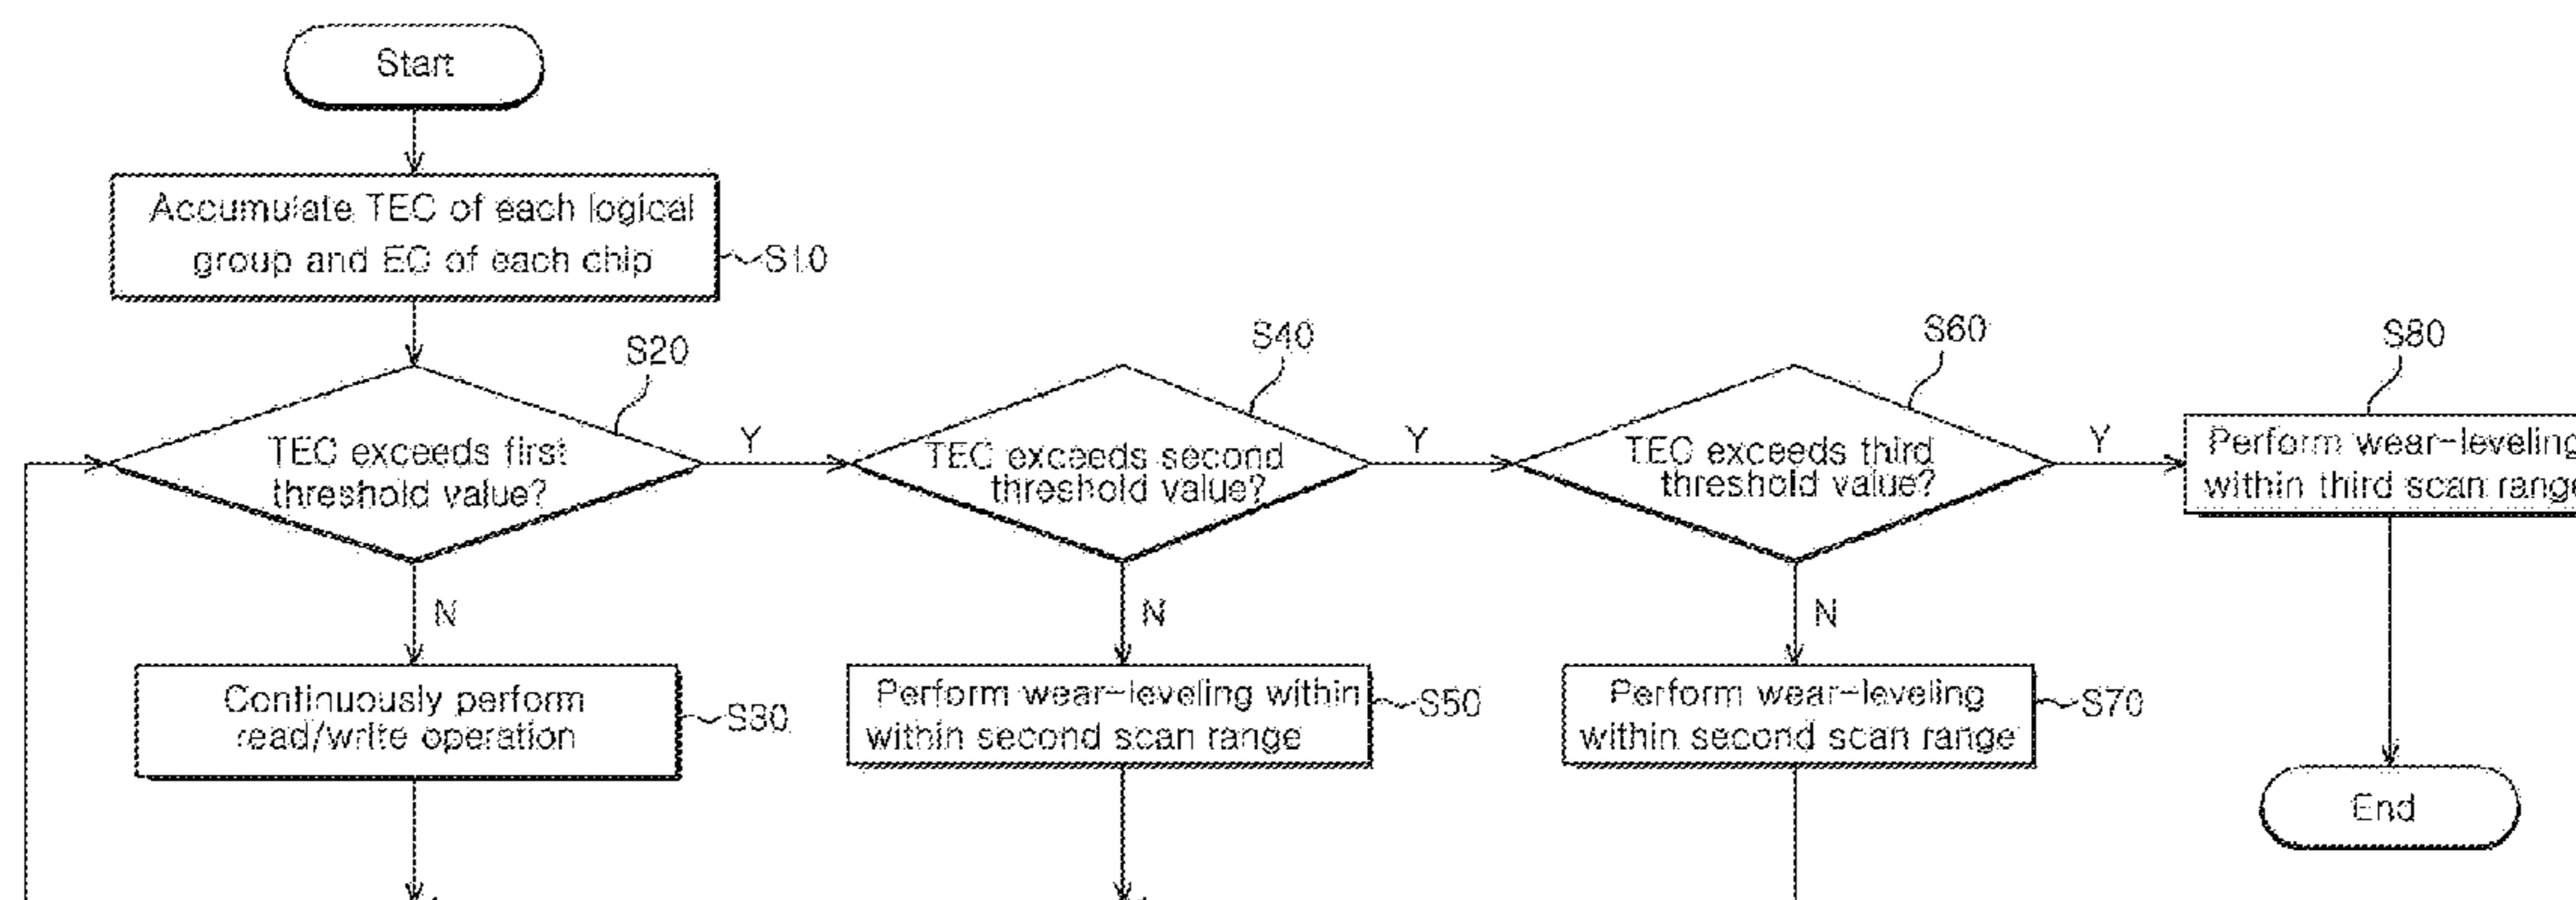 Start
Accumulate TEC of each logical
group and EC of each chip
S10
S20
S40
S60
S80
TEC exceeds first
threshold value?
Y
TEC exceeds second
threshold value?
Y
TEC exceeds third
threshold value?
Y
Perform wear-leveling
within third scan range
N
N
N
Continuously perform
read/write operation
S30
Perform wear-leveling within
within second scan range
S50
Perform wear-leveling
within second scan range
S70
End